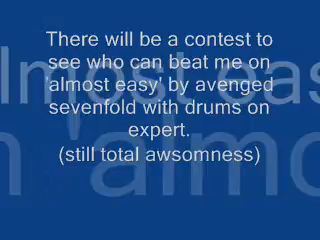 There will be a contest to
see who can beat me on
'almost easy' by avenged
sevenfold with drums on
expert.
(still total awsomness)